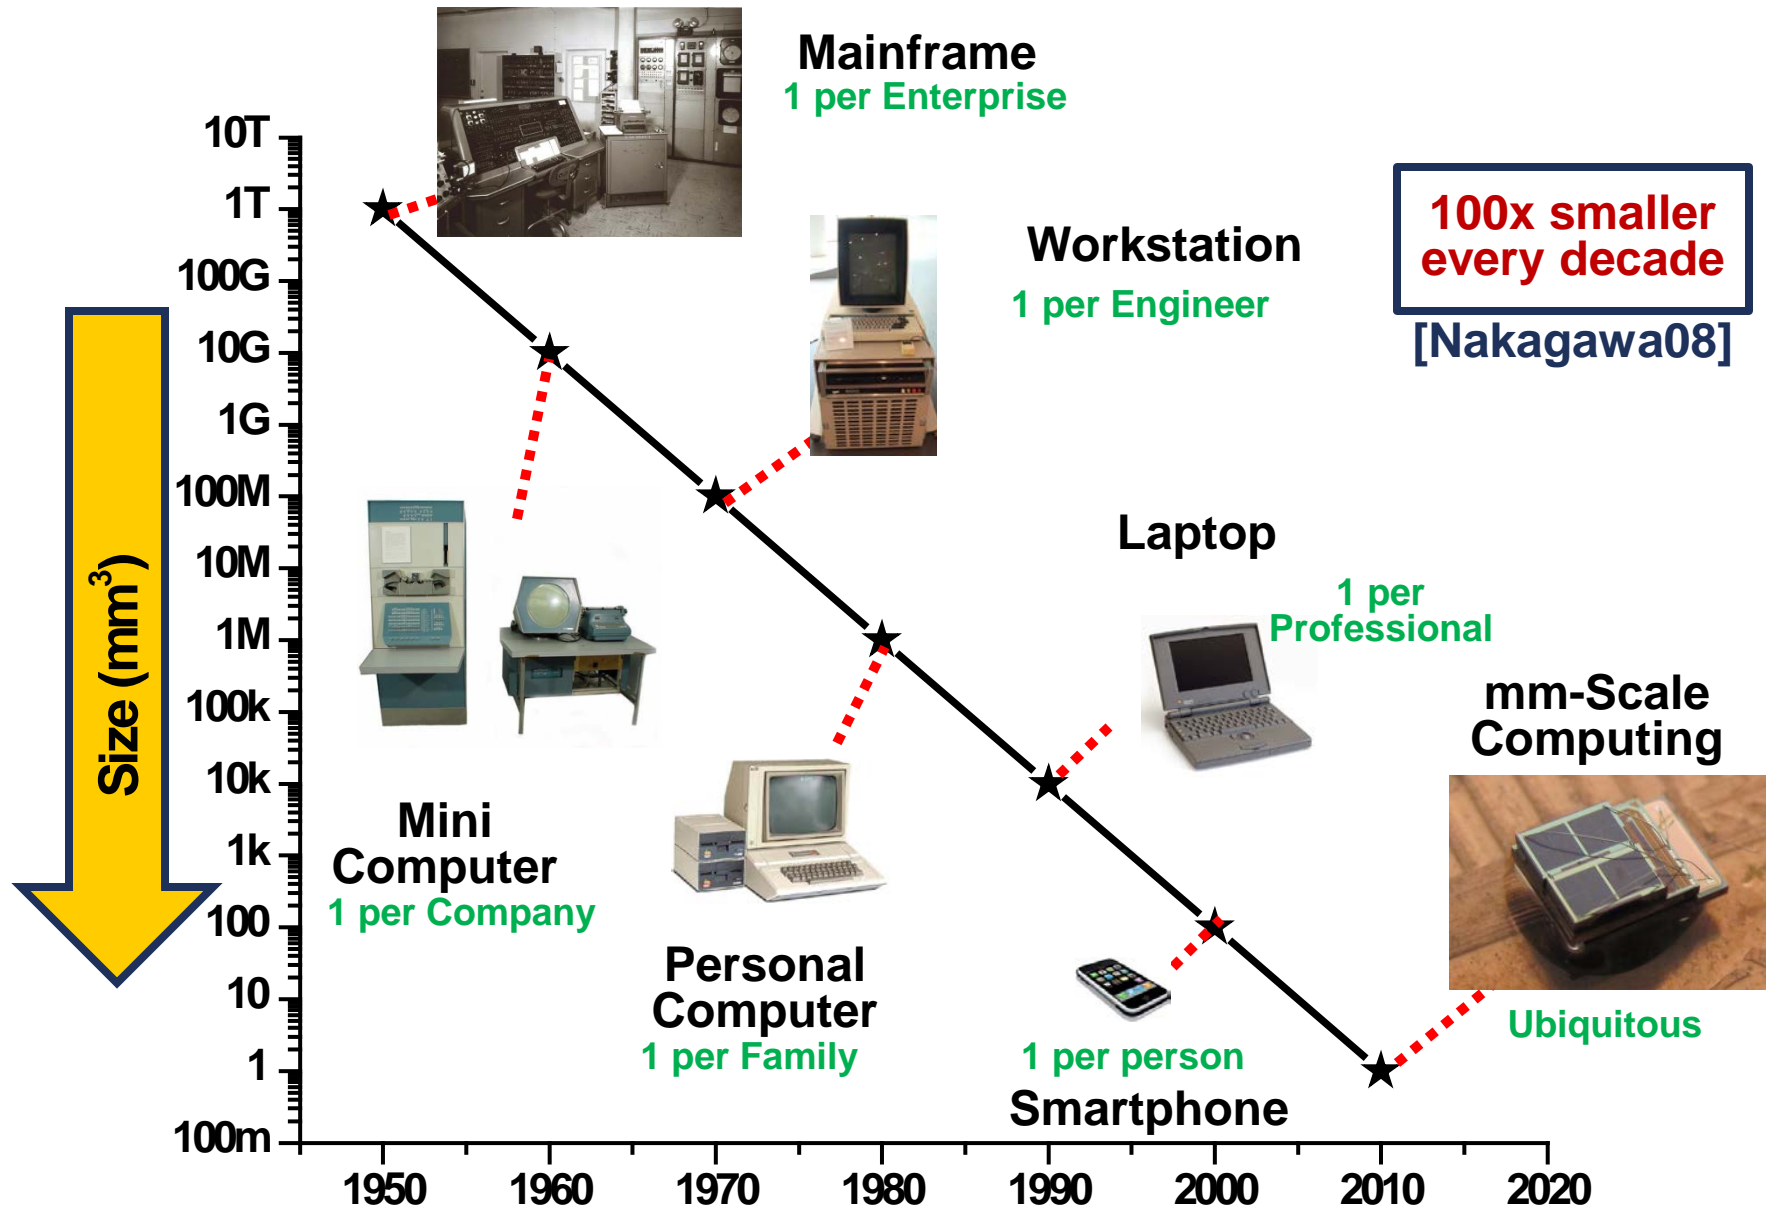 Mainframe
1 per Enterprise
10T
1T
100G
10G
1G
100M
10M
1M
100k
10k
1k
100
10
1
100m
Size (mm³)
100x smaller
every decade
[Nakagawa08]
Workstation
1 per Engineer
Laptop
1 per
Professional
mm-Scale
Computing
Ubiquitous
Mini
Computer
1 per Company
Personal
Computer
1 per Family
1 per person
Smartphone
1950
1960
1970
1980
1990
2000
2010
2020